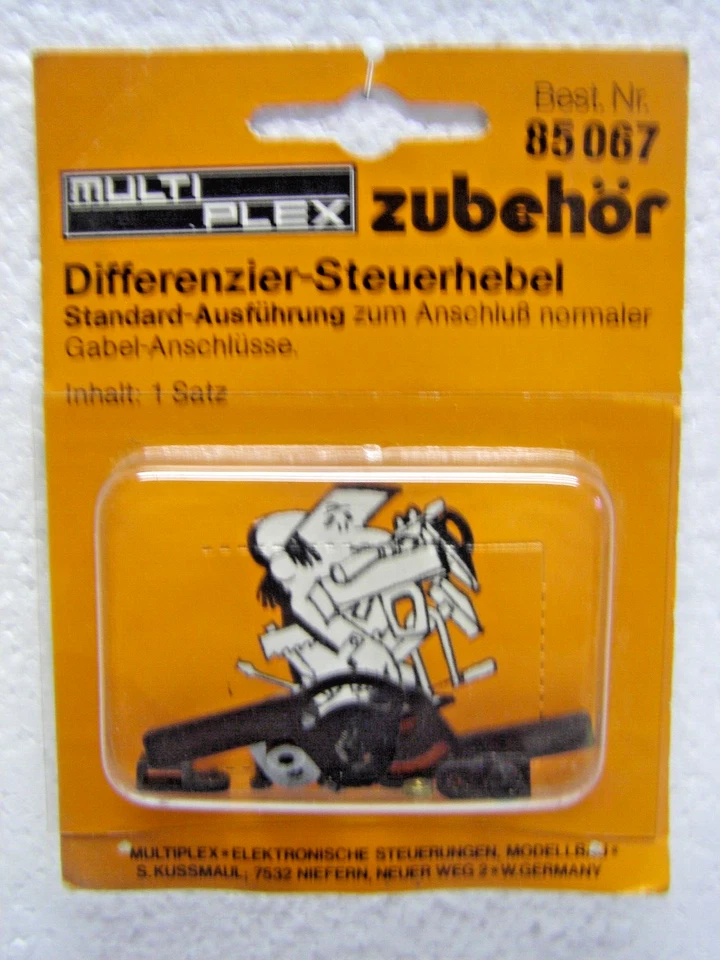 Best. Nr.
85 067
MULTI
PLEX
zubehör
Differenzier-Steuerhebel
Standard-Ausführung zum Anschluß normaler
Gabel-Anschlüsse.
Inhalt: 1 Satz
MULTIPLEX • ELEKTRONISCHE STEUERUNGEN, MODELLBAU •
S. KUSSMAUL, 7532 NIEFERN, NEUER WEG 2 • W. GERMANY